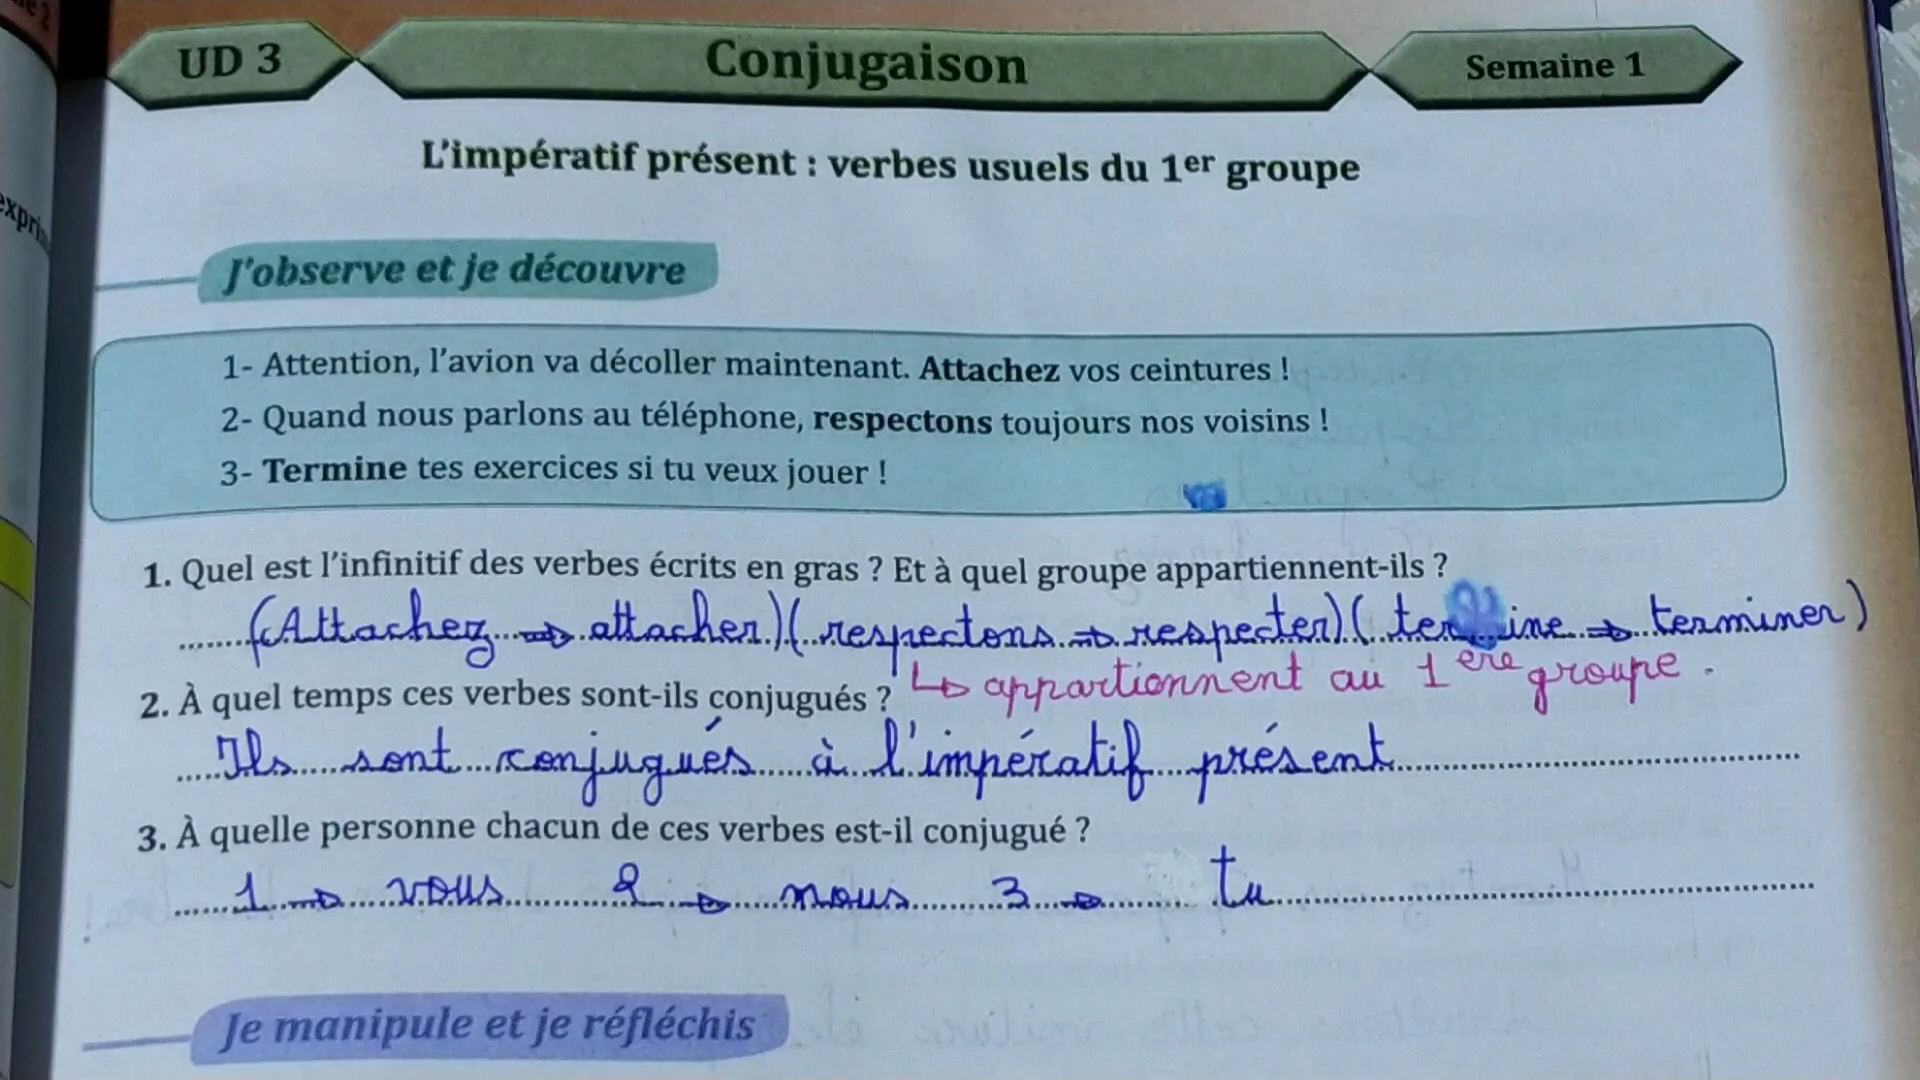 UD 3
Conjugaison
Semaine 1
L'impératif présent : verbes usuels du 1er groupe
J'observe et je découvre
1- Attention, l'avion va décoller maintenant. Attachez vos ceintures !
2- Quand nous parlons au téléphone, respectons toujours nos voisins !
3- Termine tes exercices si tu veux jouer !
1. Quel est l'infinitif des verbes écrits en gras ? Et à quel groupe appartiennent-ils ?
(Attachez → attacher) (respectons → respecter) (termine → terminer)
↳ appartionnent au 1ère groupe.
2. À quel temps ces verbes sont-ils conjugués ?
Ils sont conjugués à l'impératif présent
3. À quelle personne chacun de ces verbes est-il conjugué ?
1 → vous 2 → nous 3 → tu
Je manipule et je réfléchis